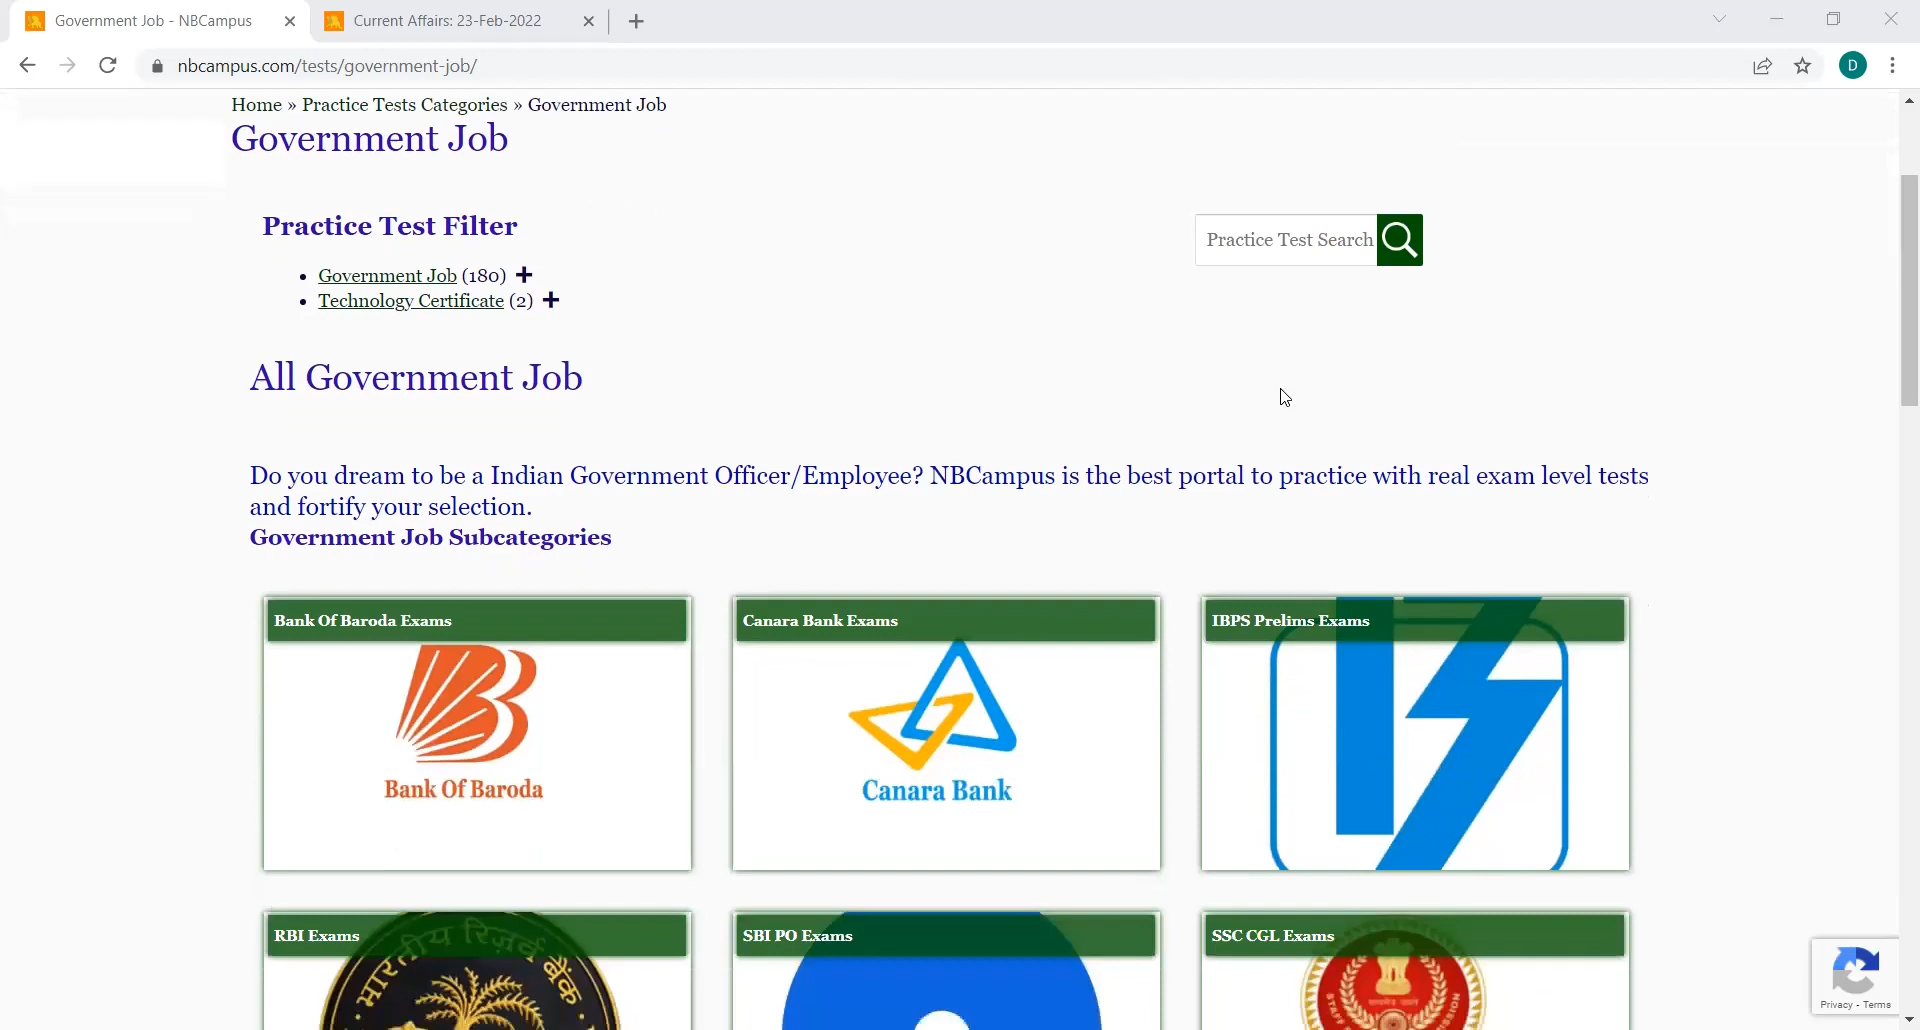 Government Job - NBCampus
Current Affairs: 23-Feb-2022
nbcampus.com/tests/government-job/
D
Home » Practice Tests Categories » Government Job
Government Job
Practice Test Filter
Practice Test Search
Government Job (180) +
Technology Certificate (2) +
All Government Job
Do you dream to be a Indian Government Officer/Employee? NBCampus is the best portal to practice with real exam level tests
and fortify your selection.
Government Job Subcategories
Bank Of Baroda Exams
Canara Bank Exams
IBPS Prelims Exams
Bank Of Baroda
Canara Bank
RBI Exams
SBI PO Exams
SSC CGL Exams
भारतीय रिज़र्व बैंक
Privacy - Terms